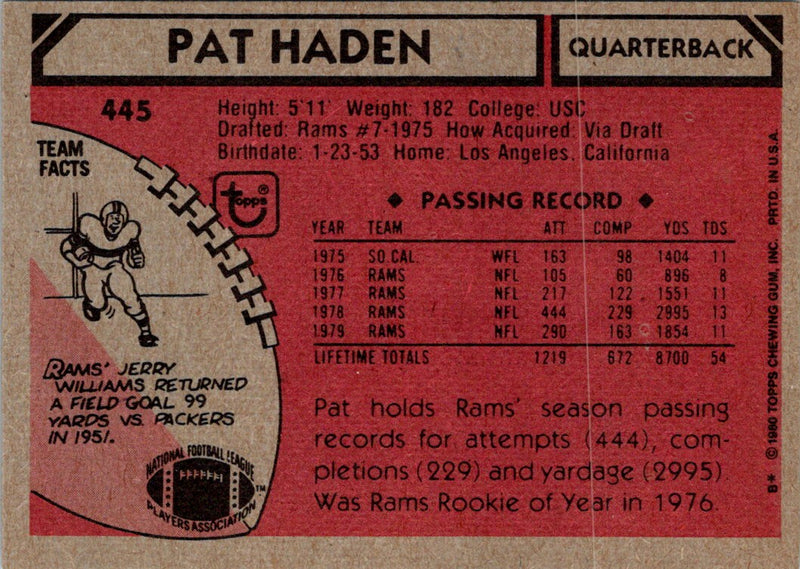 PAT HADEN
QUARTERBACK
445
Height: 5'11' Weight: 182 College: USC
Drafted: Rams #7-1975 How Acquired: Via Draft
Birthdate: 1-23-53 Home: Los Angeles, California
TEAM
FACTS
topps®
◆ PASSING RECORD ◆
YEAR TEAM ATT COMP YDS TDS
1975 SO.CAL WFL 163 98 1404 11
1976 RAMS NFL 105 60 896 8
1977 RAMS NFL 217 122 1551 11
1978 RAMS NFL 444 229 2995 13
1979 RAMS NFL 290 163 1854 11
LIFETIME TOTALS 1219 672 8700 54
RAMS' JERRY
WILLIAMS RETURNED
A FIELD GOAL 99
YARDS VS. PACKERS
IN 1951.
NATIONAL FOOTBALL LEAGUE
PLAYERS ASSOCIATION
™
Pat holds Rams' season passing
records for attempts (444), com-
pletions (229) and yardage (2995).
Was Rams Rookie of Year in 1976.
B* © 1980 TOPPS CHEWING GUM, INC. PRTD. IN U.S.A.